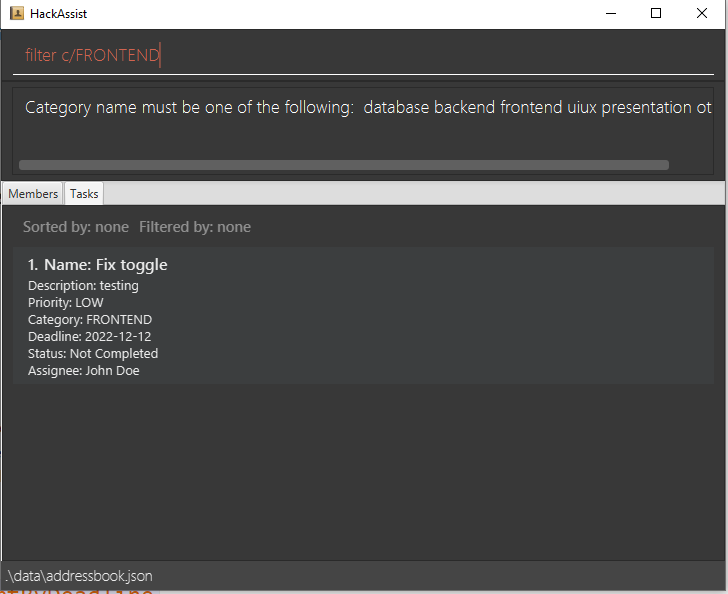 HackAssist
filter c/FRONTEND
Category name must be one of the following:  database backend frontend uiux presentation ot
Members Tasks
Sorted by: none Filtered by: none
1. Name: Fix toggle
Description: testing
Priority: LOW
Category: FRONTEND
Deadline: 2022-12-12
Status: Not Completed
Assignee: John Doe
.\data\addressbook.json